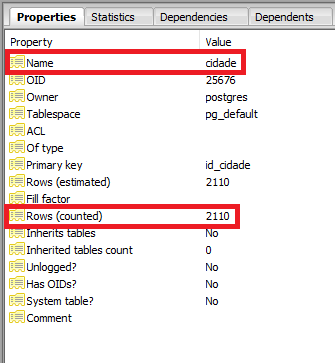 Properties Statistics Dependencies Dependents
Property Value
Name cidade
OID 25676
Owner postgres
Tablespace pg_default
ACL
Of type
Primary key id_cidade
Rows (estimated) 2110
Fill factor
Rows (counted) 2110
Inherits tables No
Inherited tables count 0
Unlogged? No
Has OIDs? No
System table? No
Comment